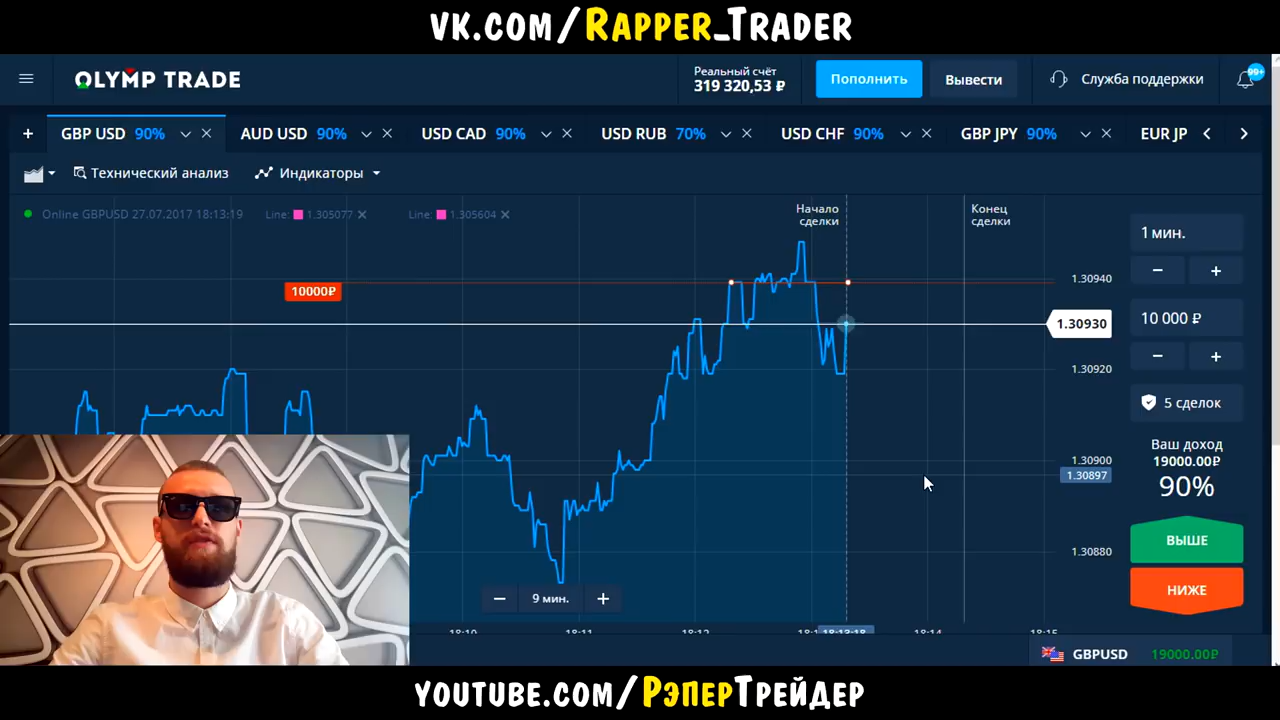 vk.com/Rapper_Trader
OLYMP TRADE
Реальный счёт
319 320,53 ₽
Пополнить
Вывести
Служба поддержки
99+
GBP USD 90%
AUD USD 90%
USD CAD 90%
USD RUB 70%
USD CHF 90%
GBP JPY 90%
EUR JP
Технический анализ
Индикаторы
Online GBPUSD 27.07.2017 18:13:19
Line: 1.305077
Line: 1.305604
Начало
сделки
Конец
сделки
1 мин.
10000₽
1.30940
1.30930
10 000 ₽
1.30920
5 сделок
Ваш доход
19000.00₽
90%
1.30900
1.30897
ВЫШЕ
1.30880
НИЖЕ
9 мин.
18:10
18:11
18:12
18:13:18
18:14
18:15
GBPUSD 19000.00₽
youtube.com/РэперТрейдер